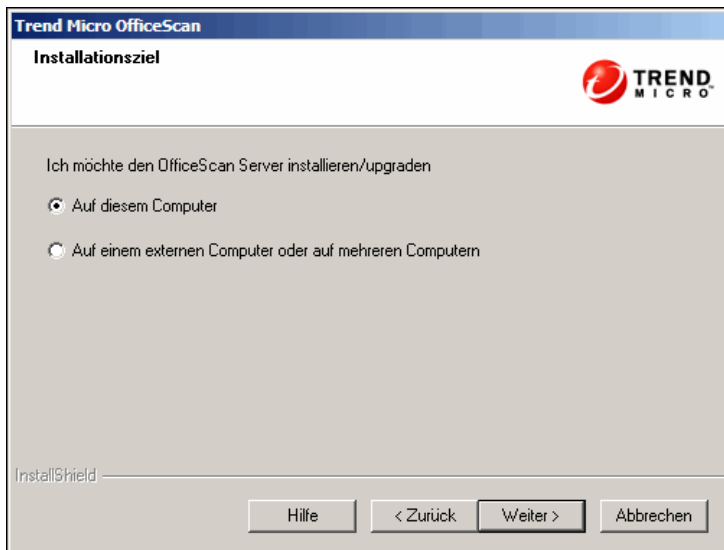 Trend Micro OfficeScan
Installationsziel
TREND
MICRO™
Ich möchte den OfficeScan Server installieren/upgraden
Auf diesem Computer
Auf einem externen Computer oder auf mehreren Computern
InstallShield
Hilfe
< Zurück
Weiter >
Abbrechen